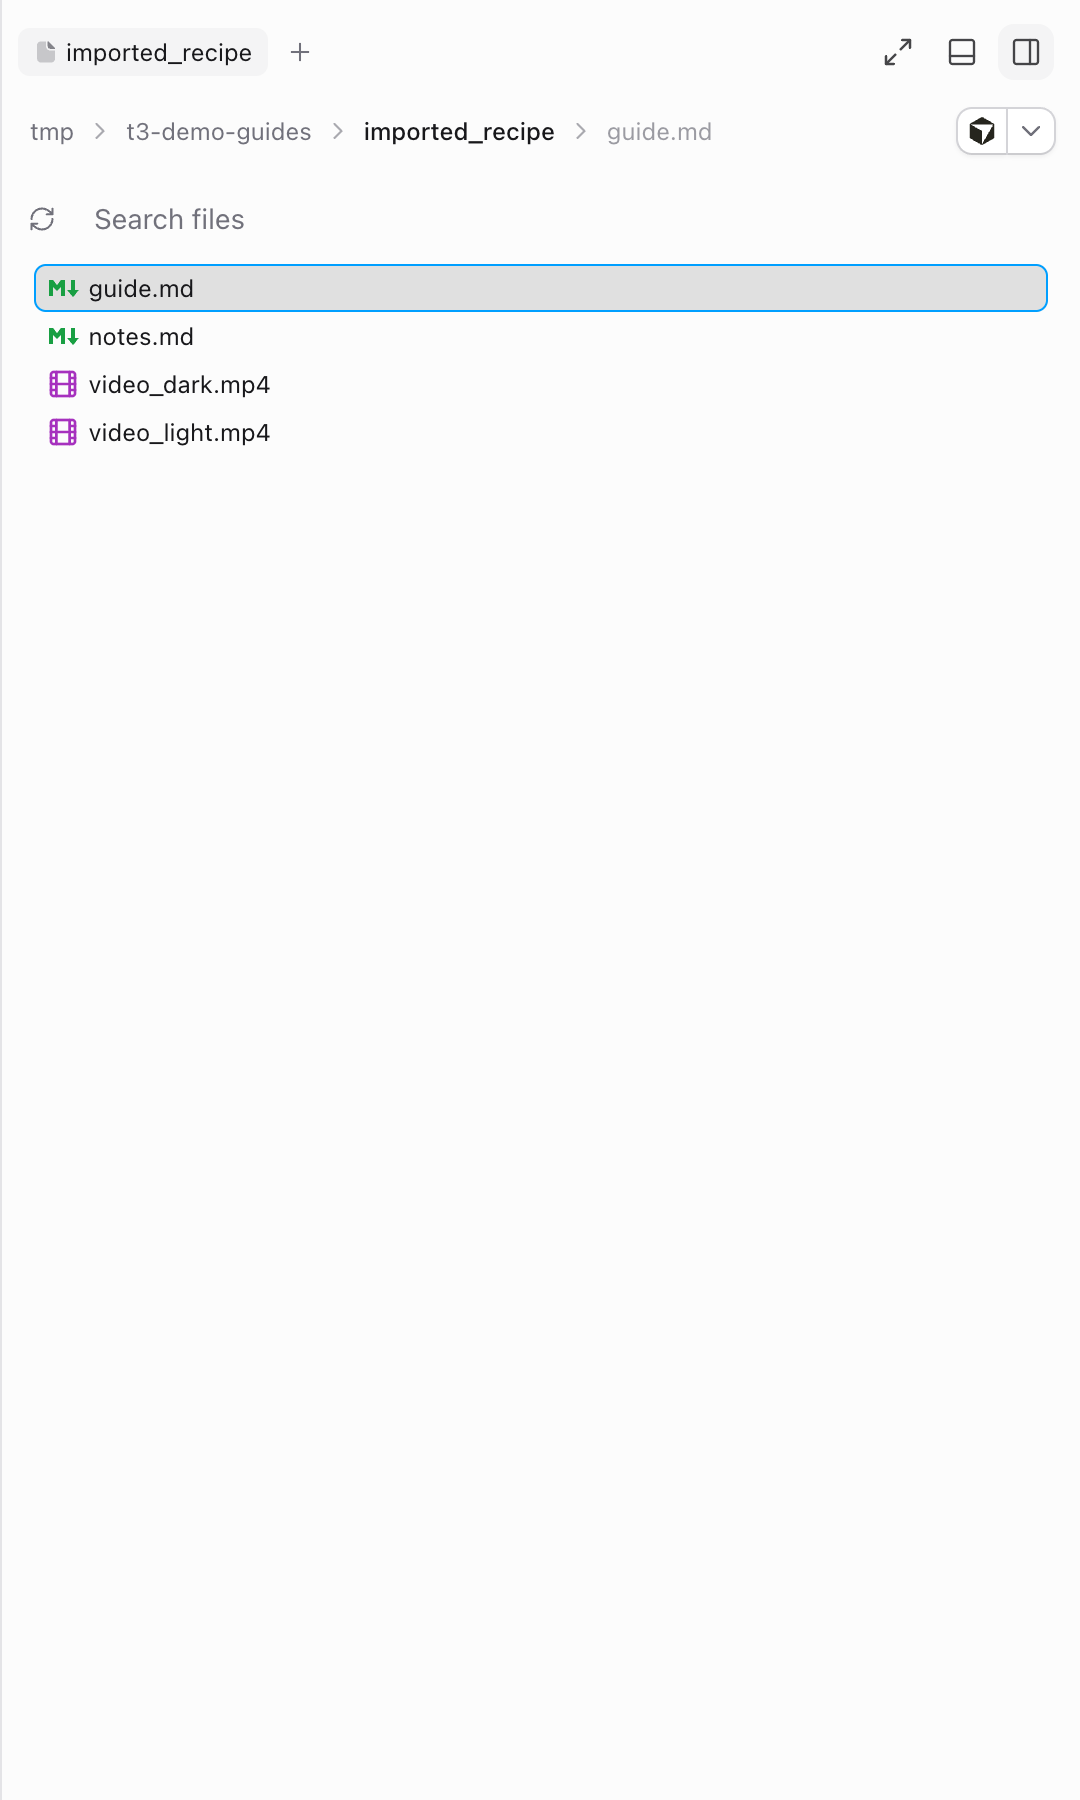 imported_recipe
tmp > t3-demo-guides > imported_recipe > guide.md
Search files
guide.md
notes.md
video_dark.mp4
video_light.mp4